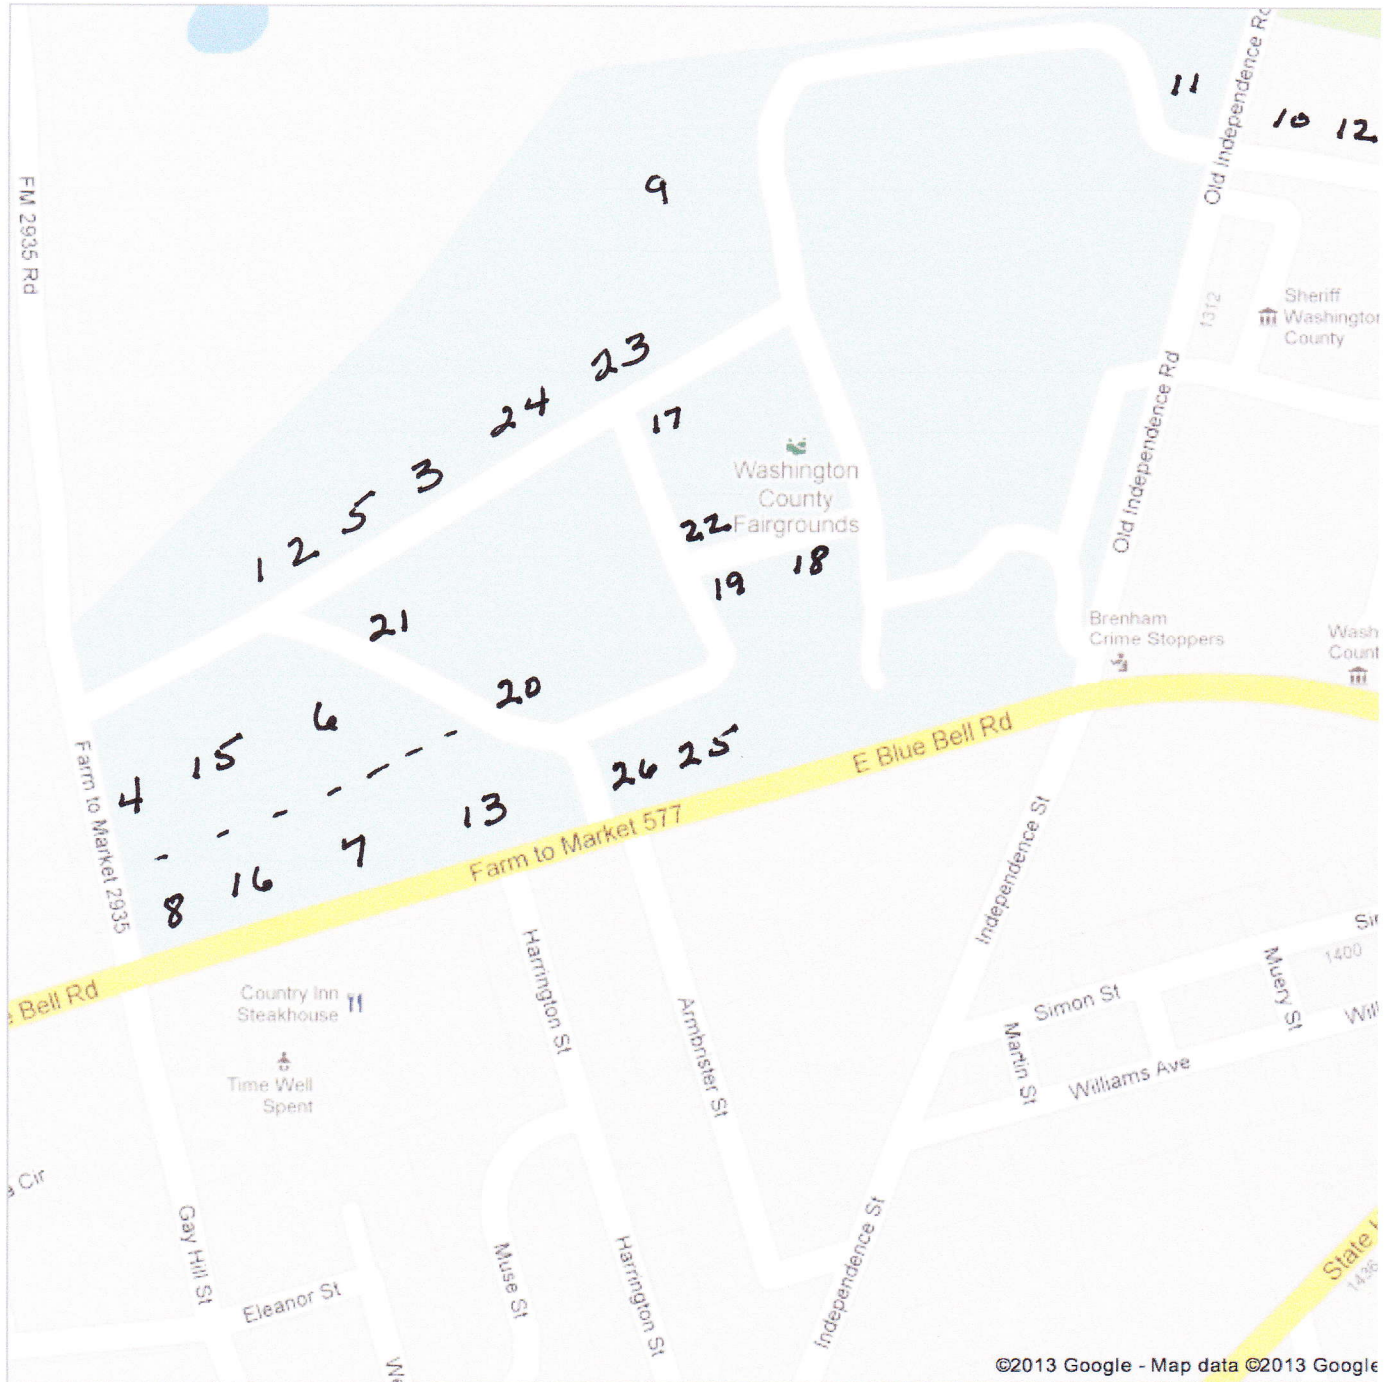 11
Old Independence Rd
10 12
9
FM 2935 Rd
1312
Sheriff
Washington
County
23
24
17
Old Independence Rd
3
Washington
County
Fairgrounds
5
22
1 2
18
19
21
Brenham
Crime Stoppers
Wash
Count
20
6
15
26 25
E Blue Bell Rd
4
Farm to Market 2935
13
Farm to Market 577
7
16
8
Independence St
Bell Rd
Country Inn
Steakhouse
Harrington St
Armbrister St
Simon St
Martin St
Muery St
1400
Williams Ave
Time Well
Spent
Cir
Gay Hill St
Eleanor St
Muse St
Harrington St
Independence St
State
1436
©2013 Google - Map data ©2013 Google